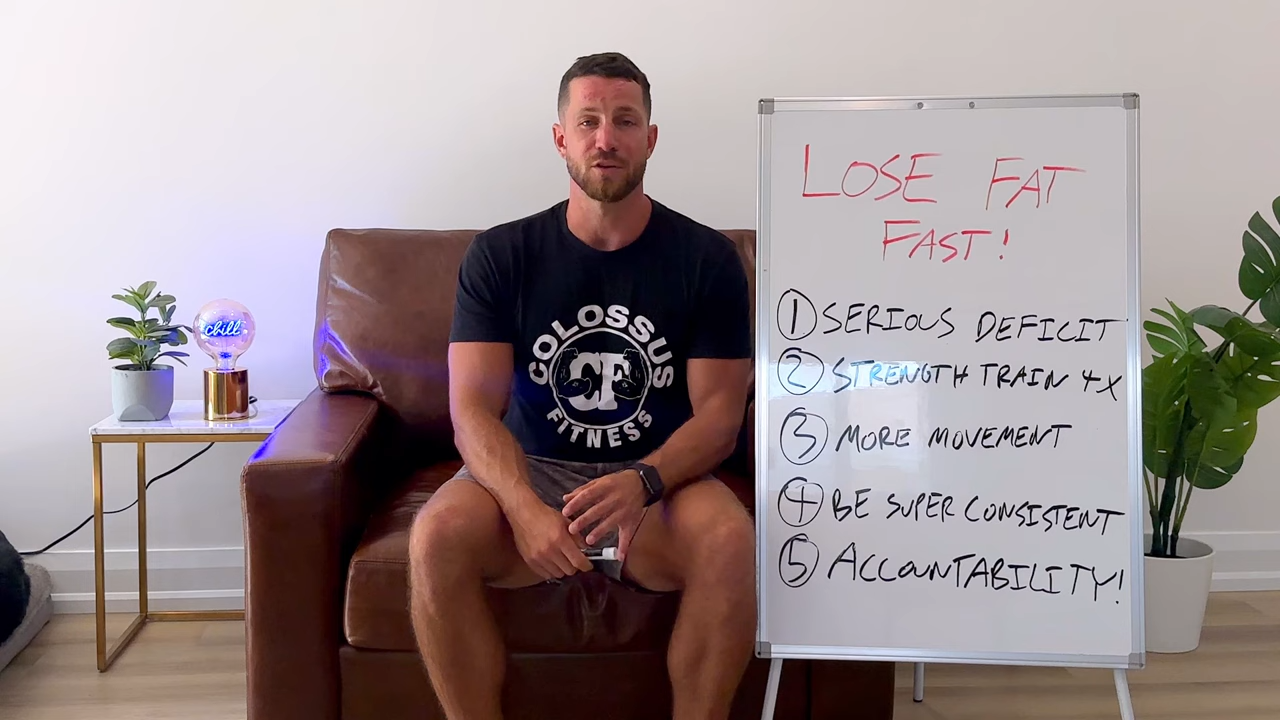 chill
COLOSSUS
CF
FITNESS
LOSE FAT
FAST!
1 SERIOUS DEFICIT
2 STRENGTH TRAIN 4X
3 MORE MOVEMENT
4 BE SUPER CONSISTENT
5 ACCOUNTABILITY!